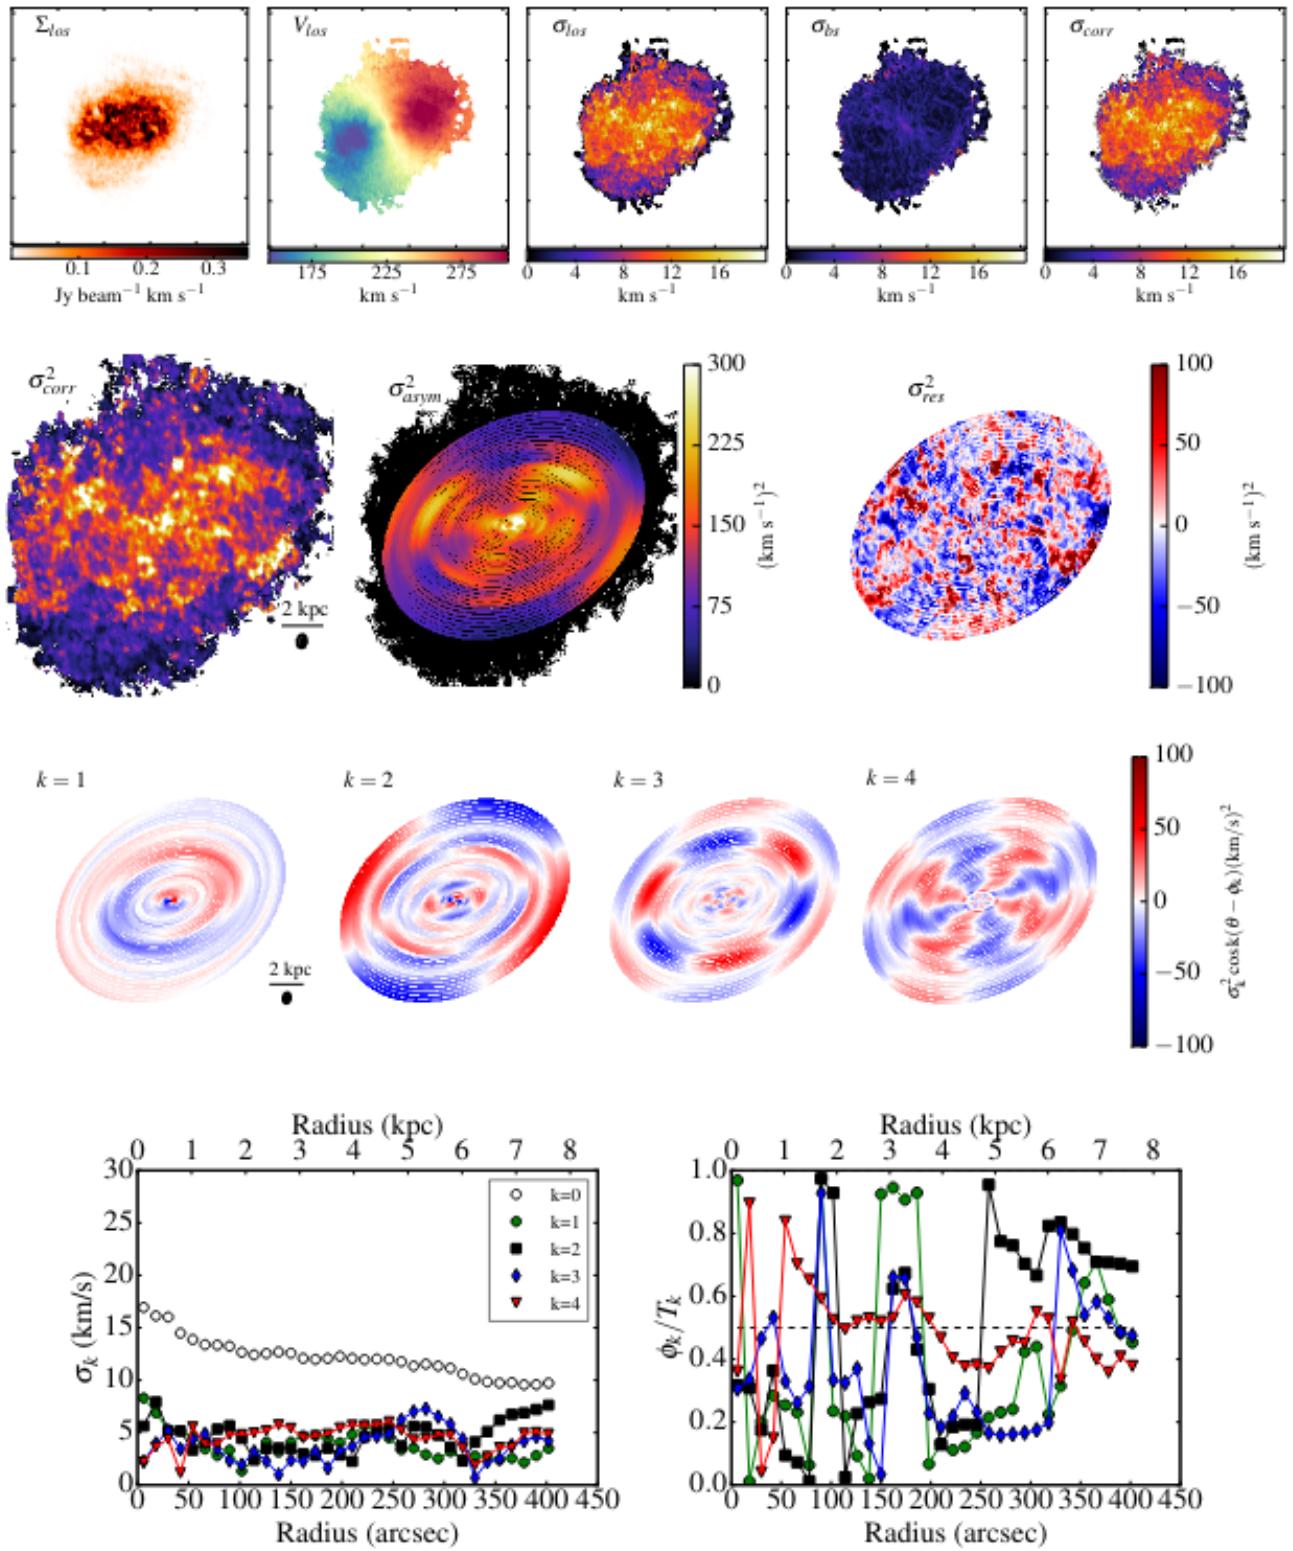 Σlos
Vlos
σlos
σbs
σcorr
0.1 0.2 0.3
175 225 275
0 4 8 12 16
0 4 8 12 16
0 4 8 12 16
Jy beam⁻¹ km s⁻¹
km s⁻¹
km s⁻¹
km s⁻¹
km s⁻¹
σ²corr
σ²asym
σ²res
2 kpc
300
225
150
75
0
(km s⁻¹)²
100
50
0
−50
−100
(km s⁻¹)²
k = 1
k = 2
k = 3
k = 4
2 kpc
100
50
0
−50
−100
σ²k cosk(θ − ϕk)(km/s)²
Radius (kpc)
0 1 2 3 4 5 6 7 8
30
25
20
15
10
5
0
σk (km/s)
k=0
k=1
k=2
k=3
k=4
0 50 100 150 200 250 300 350 400 450
Radius (arcsec)
Radius (kpc)
0 1 2 3 4 5 6 7 8
1.0
0.8
0.6
0.4
0.2
0.0
ϕk/Tk
0 50 100 150 200 250 300 350 400 450
Radius (arcsec)